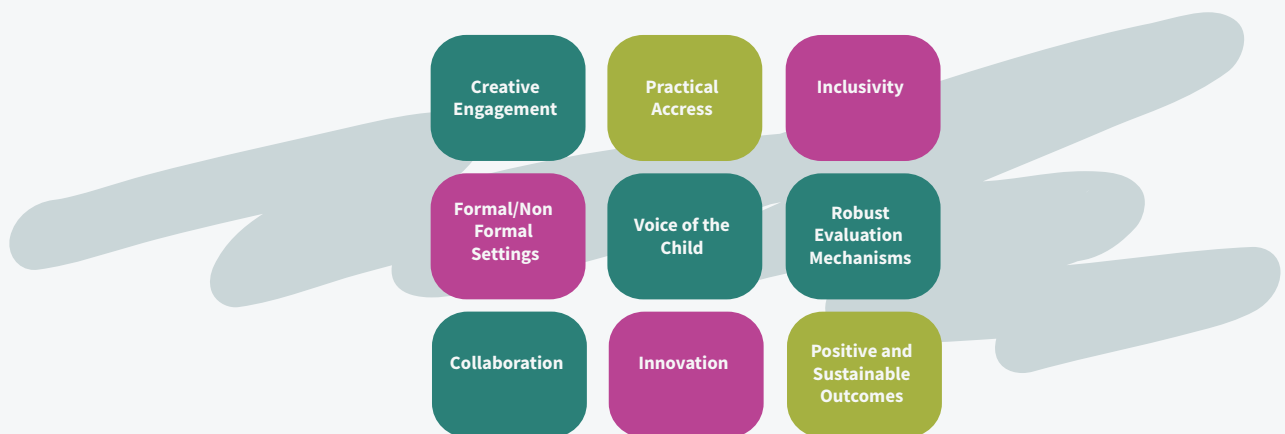 Creative
Engagement
Practical
Accress
Inclusivity
Formal/Non
Formal
Settings
Voice of the
Child
Robust
Evaluation
Mechanisms
Collaboration
Innovation
Positive and
Sustainable
Outcomes